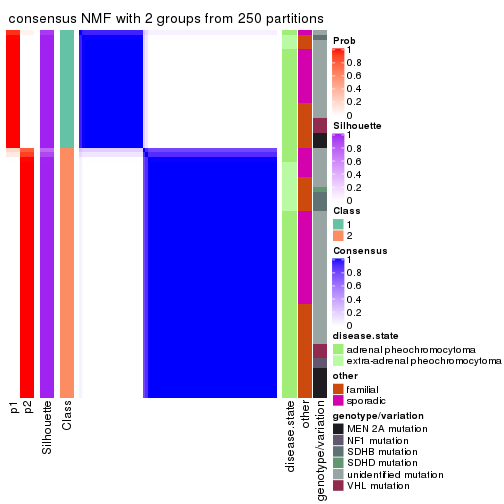 consensus NMF with 2 groups from 250 partitions
Prob
1
0.8
0.6
0.4
0.2
0
Silhouette
1
0.8
0.6
0.4
0.2
0
Class
1
2
Consensus
1
0.8
0.6
0.4
0.2
0
disease.state
adrenal pheochromocytoma
extra-adrenal pheochromocytoma
other
familial
sporadic
genotype/variation
MEN 2A mutation
NF1 mutation
SDHB mutation
SDHD mutation
unidentified mutation
VHL mutation
p1
p2
Silhouette
Class
disease.state
other
genotype/variation